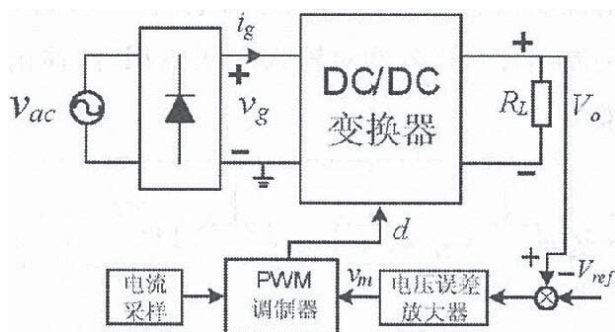 i_g
v_ac
+
v_g
−
DC/DC
变换器
+
R_L
V_o
−
d
电流
采样
PWM
调制器
v_m
电压误差
放大器
+
−
V_ref